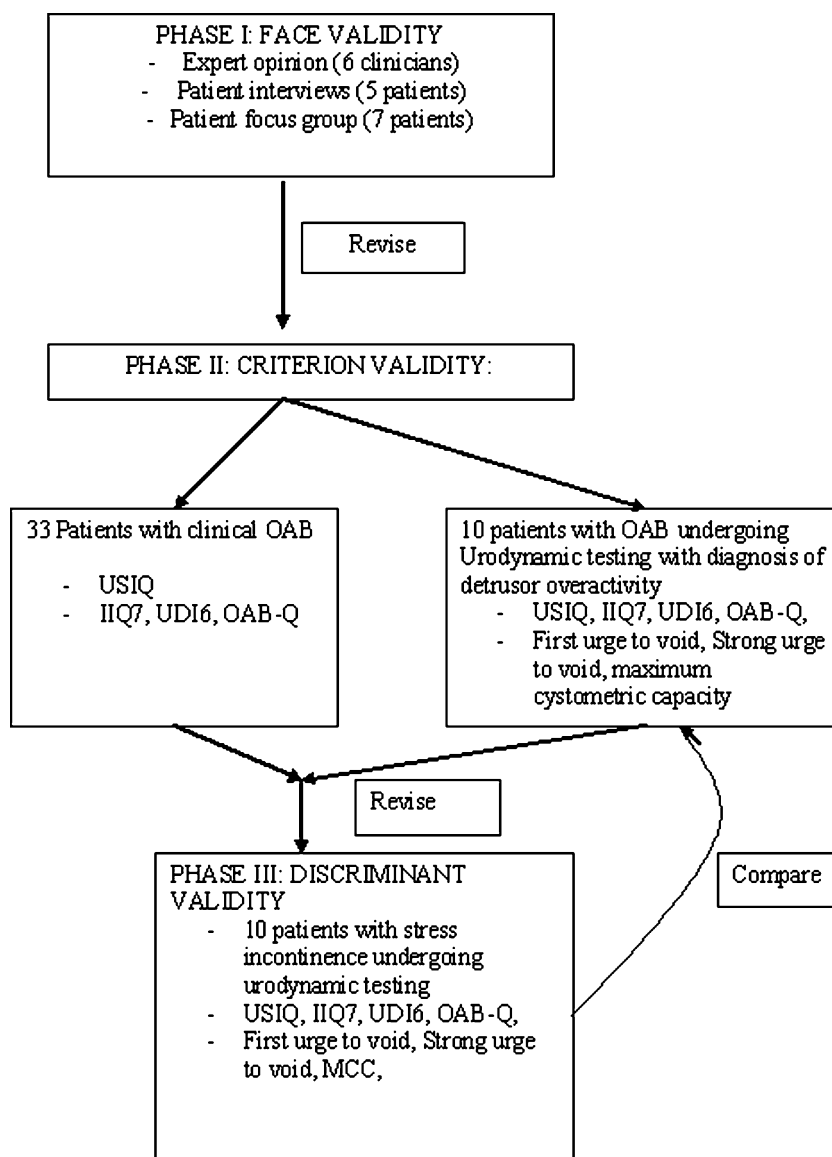 PHASE I: FACE VALIDITY
- Expert opinion (6 clinicians)
- Patient interviews (5 patients)
- Patient focus group (7 patients)
Revise
PHASE II: CRITERION VALIDITY:
33 Patients with clinical OAB
- USIQ
- IIQ7, UDI6, OAB-Q
10 patients with OAB undergoing
Urodynamic testing with diagnosis of
detrusor overactivity
- USIQ, IIQ7, UDI6, OAB-Q,
- First urge to void, Strong urge
to void, maximum
cystometric capacity
Revise
PHASE III: DISCRIMINANT
VALIDITY
- 10 patients with stress
incontinence undergoing
urodynamic testing
- USIQ, IIQ7, UDI6, OAB-Q,
- First urge to void, Strong urge
to void, MCC,
Compare